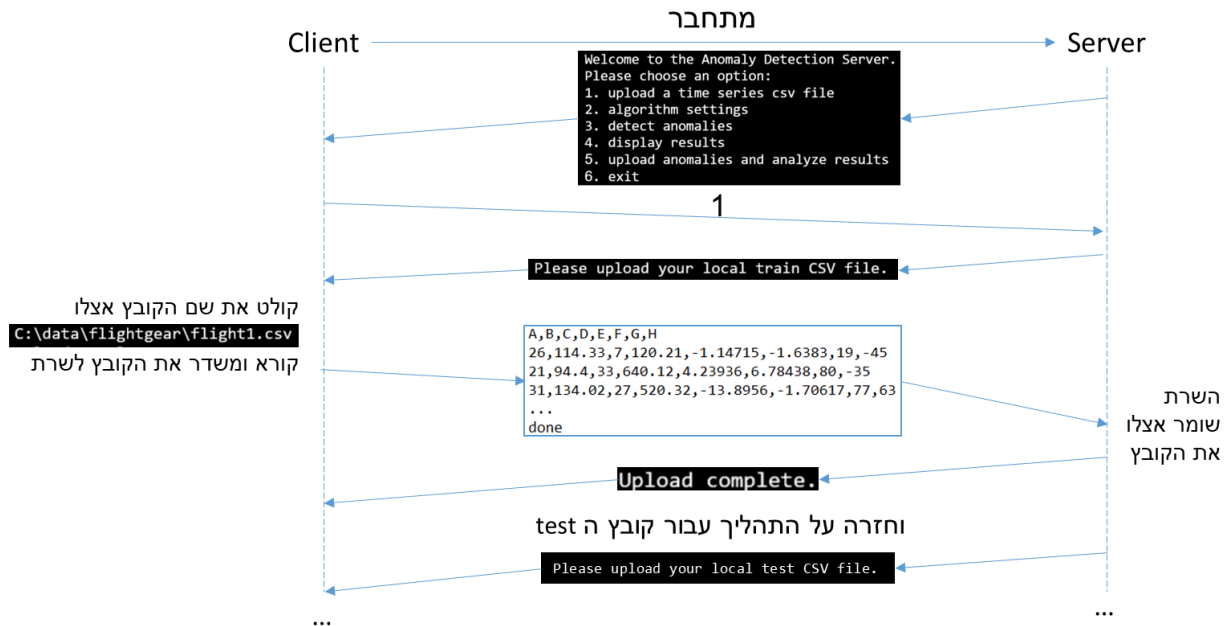 מתחבר
Client
Server
Welcome to the Anomaly Detection Server.
Please choose an option:
1. upload a time series csv file
2. algorithm settings
3. detect anomalies
4. display results
5. upload anomalies and analyze results
6. exit
1
Please upload your local train CSV file.
קולט את שם הקובץ אצלו
C:\data\flightgear\flight1.csv
קורא ומשדר את הקובץ לשרת
A,B,C,D,E,F,G,H
26,114.33,7,120.21,-1.14715,-1.6383,19,-45
21,94.4,33,640.12,4.23936,6.78438,80,-35
31,134.02,27,520.32,-13.8956,-1.70617,77,63
...
done
השרת
שומר אצלו
את הקובץ
Upload complete.
וחזרה על התהליך עבור קובץ ה test
Please upload your local test CSV file.
...
...